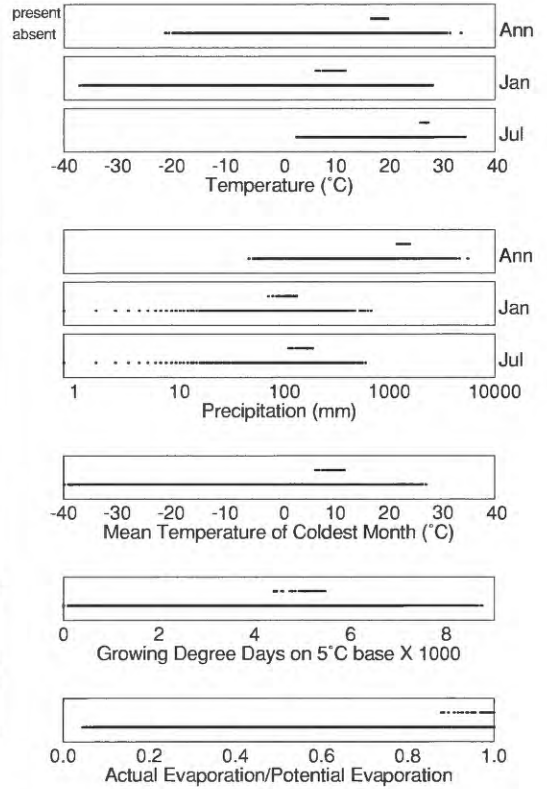 present
absent
Ann
Jan
Jul
-40 -30 -20 -10 0 10 20 30 40
Temperature (˚C)
Ann
Jan
Jul
1 10 100 1000 10000
Precipitation (mm)
-40 -30 -20 -10 0 10 20 30 40
Mean Temperature of Coldest Month (˚C)
0 2 4 6 8
Growing Degree Days on 5˚C base X 1000
0.0 0.2 0.4 0.6 0.8 1.0
Actual Evaporation/Potential Evaporation